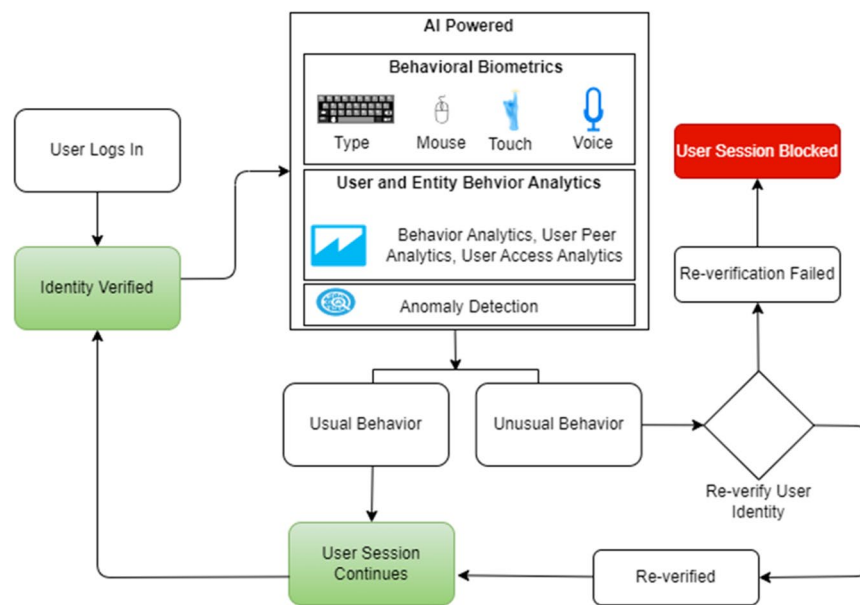 AI Powered
Behavioral Biometrics
Type
Mouse
Touch
Voice
User Logs In
User and Entity Behvior Analytics
Behavior Analytics, User Peer
Analytics, User Access Analytics
Anomaly Detection
Identity Verified
User Session Blocked
Re-verification Failed
Usual Behavior
Unusual Behavior
Re-verify User
Identity
User Session
Continues
Re-verified